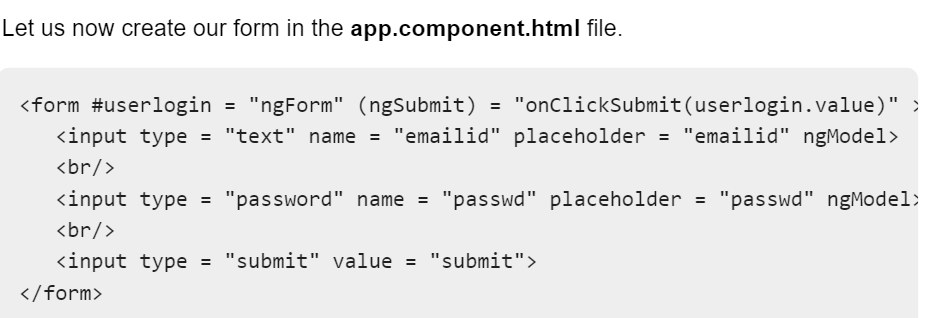 Let us now create our form in the app.component.html file.
<form #userlogin = "ngForm" (ngSubmit) = "onClickSubmit(userlogin.value)" >
<input type = "text" name = "emailid" placeholder = "emailid" ngModel>
<br/>
<input type = "password" name = "passwd" placeholder = "passwd" ngModel>
<br/>
<input type = "submit" value = "submit">
</form>